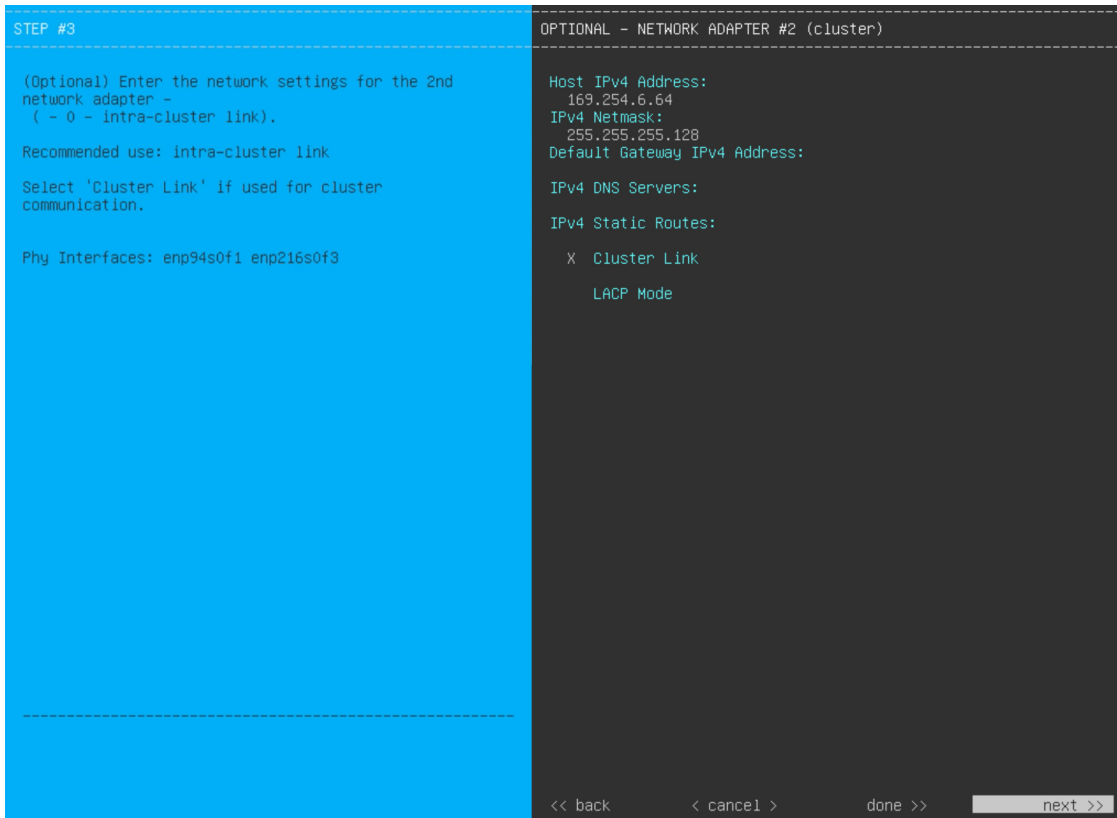 STEP #3
(Optional) Enter the network settings for the 2nd
network adapter -
( - 0 - intra-cluster link).
Recommended use: intra-cluster link
Select 'Cluster Link' if used for cluster
communication.
Phy Interfaces: enp94s0f1 enp216s0f3
OPTIONAL - NETWORK ADAPTER #2 (cluster)
Host IPv4 Address:
169.254.6.64
IPv4 Netmask:
255.255.255.128
Default Gateway IPv4 Address:
IPv4 DNS Servers:
IPv4 Static Routes:
X Cluster Link
LACP Mode
<< back < cancel > done >> next >>